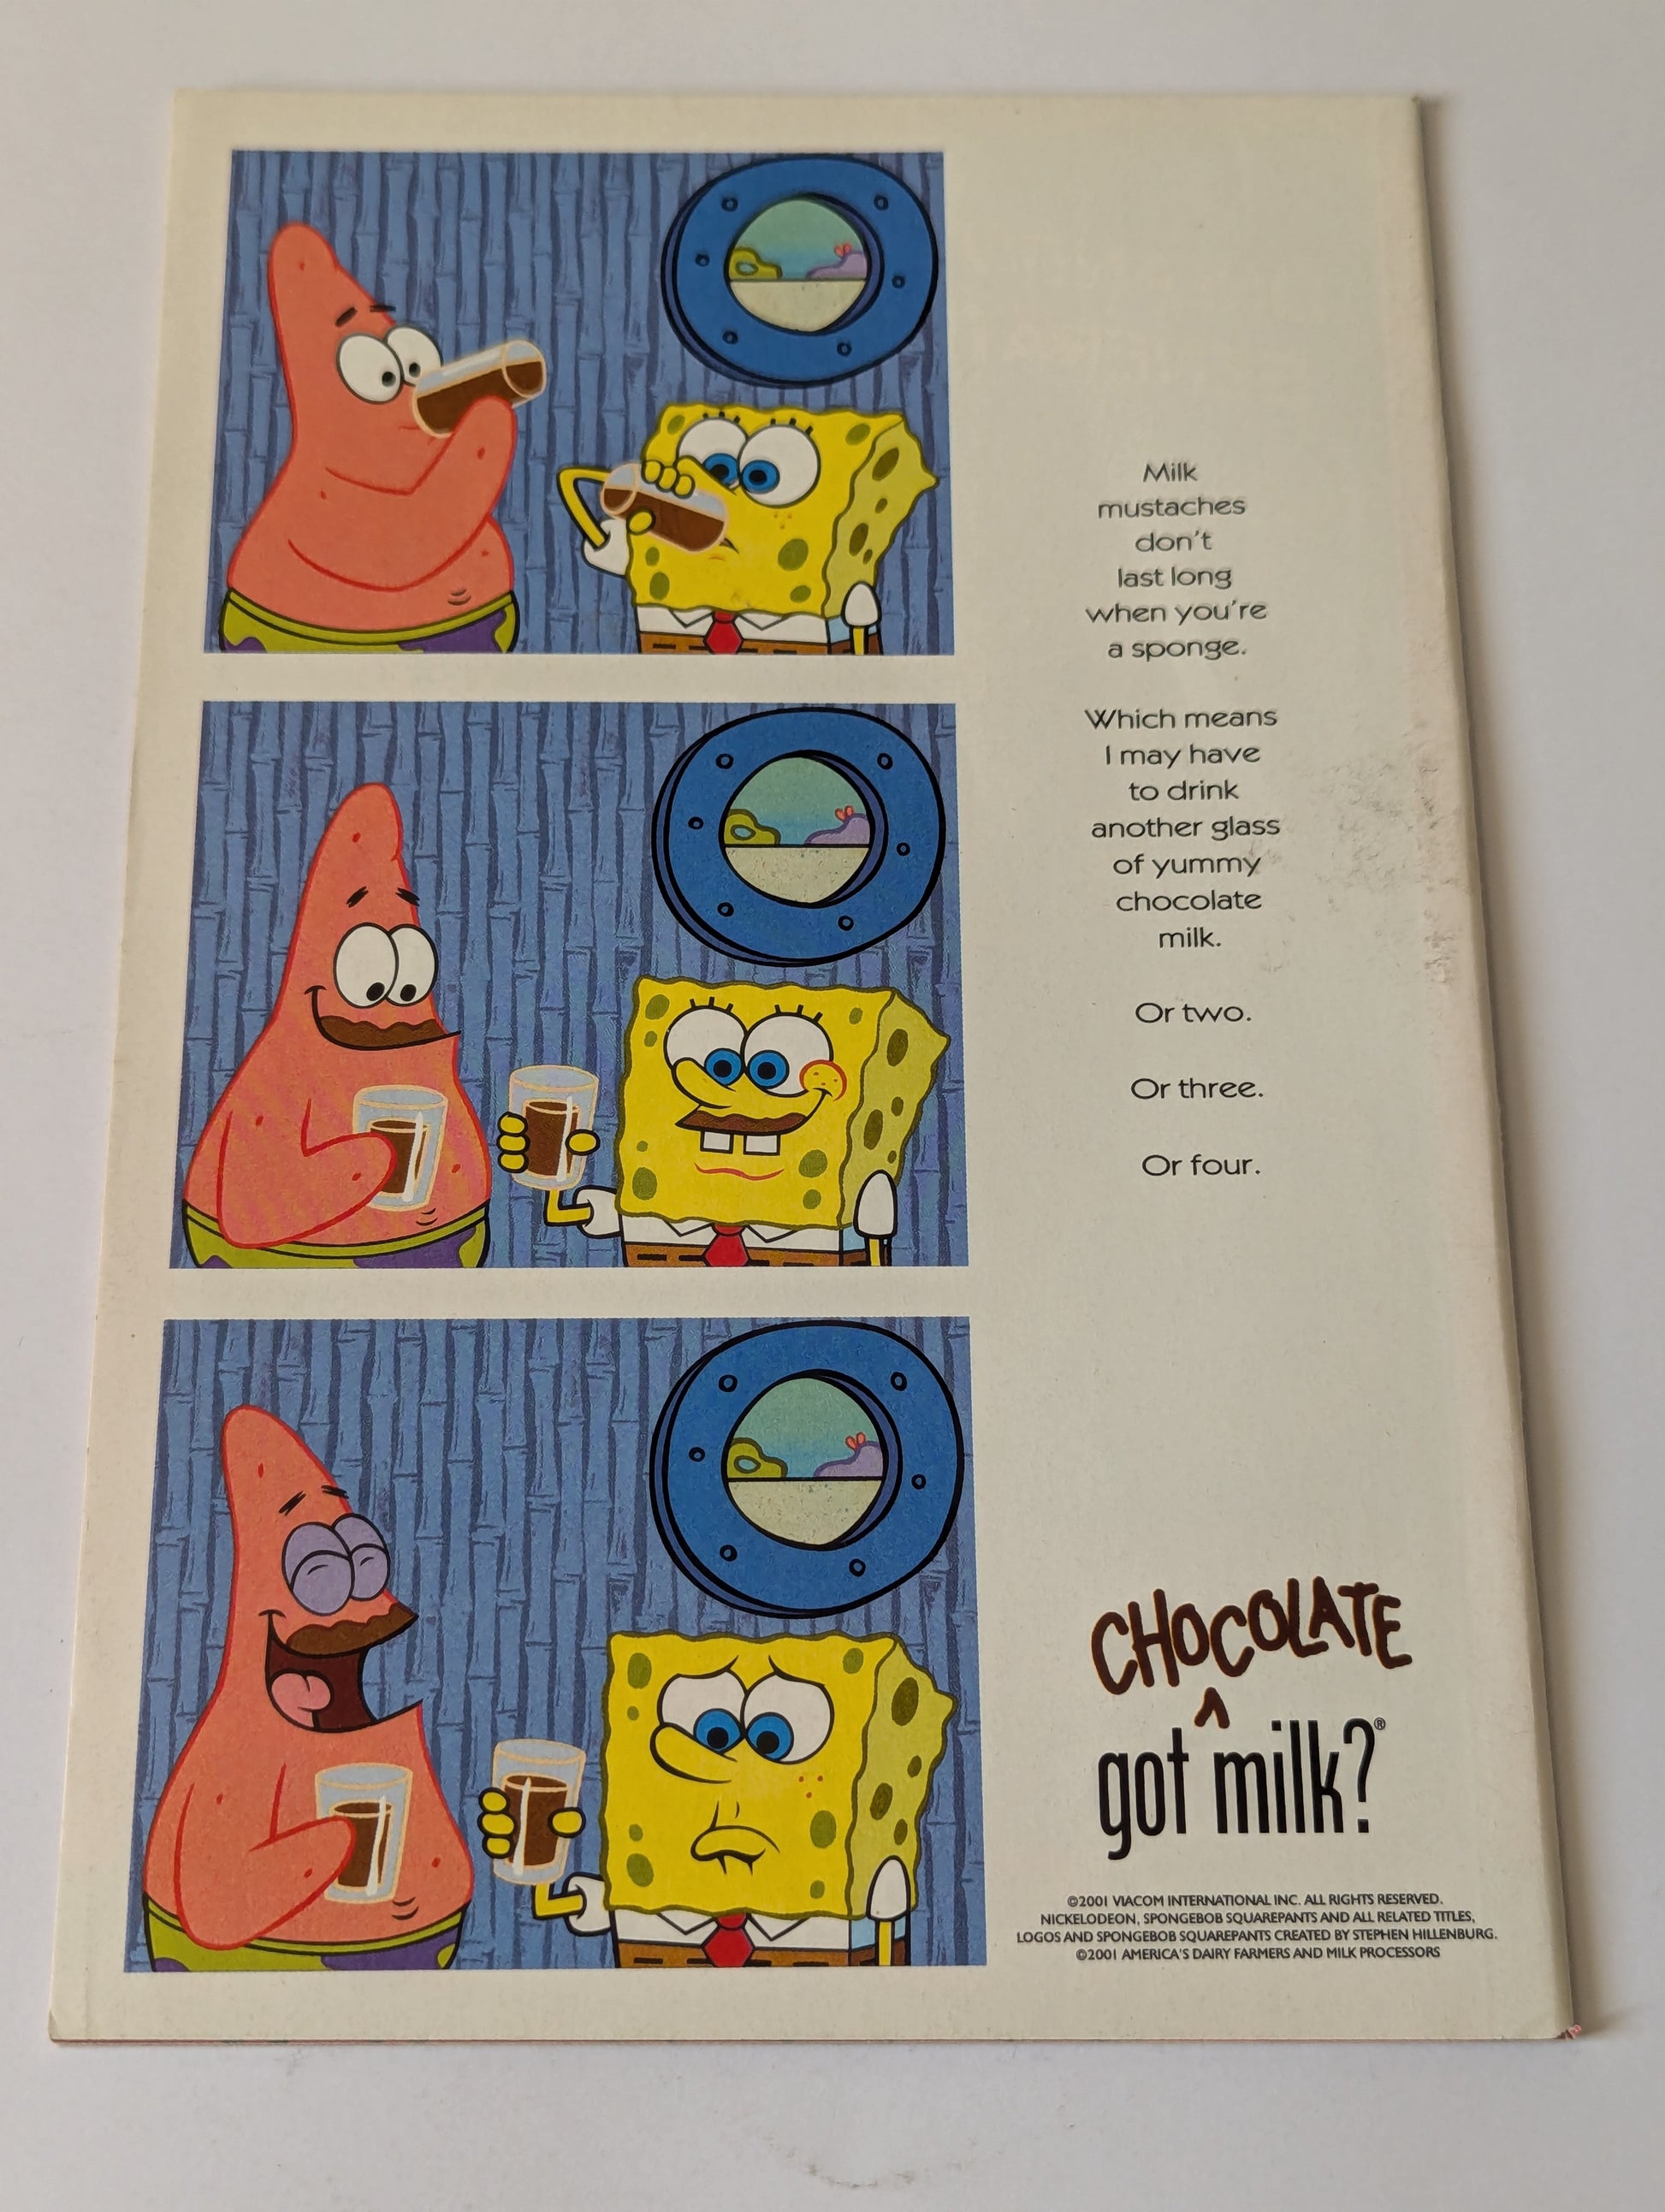 Milk
mustaches
don't
last long
when you're
a sponge.
Which means
I may have
to drink
another glass
of yummy
chocolate
milk.
Or two.
Or three.
Or four.
CHOCOLATE
^
got milk?®
©2001 VIACOM INTERNATIONAL INC. ALL RIGHTS RESERVED.
NICKELODEON, SPONGEBOB SQUAREPANTS AND ALL RELATED TITLES,
LOGOS AND SPONGEBOB SQUAREPANTS CREATED BY STEPHEN HILLENBURG.
©2001 AMERICA'S DAIRY FARMERS AND MILK PROCESSORS